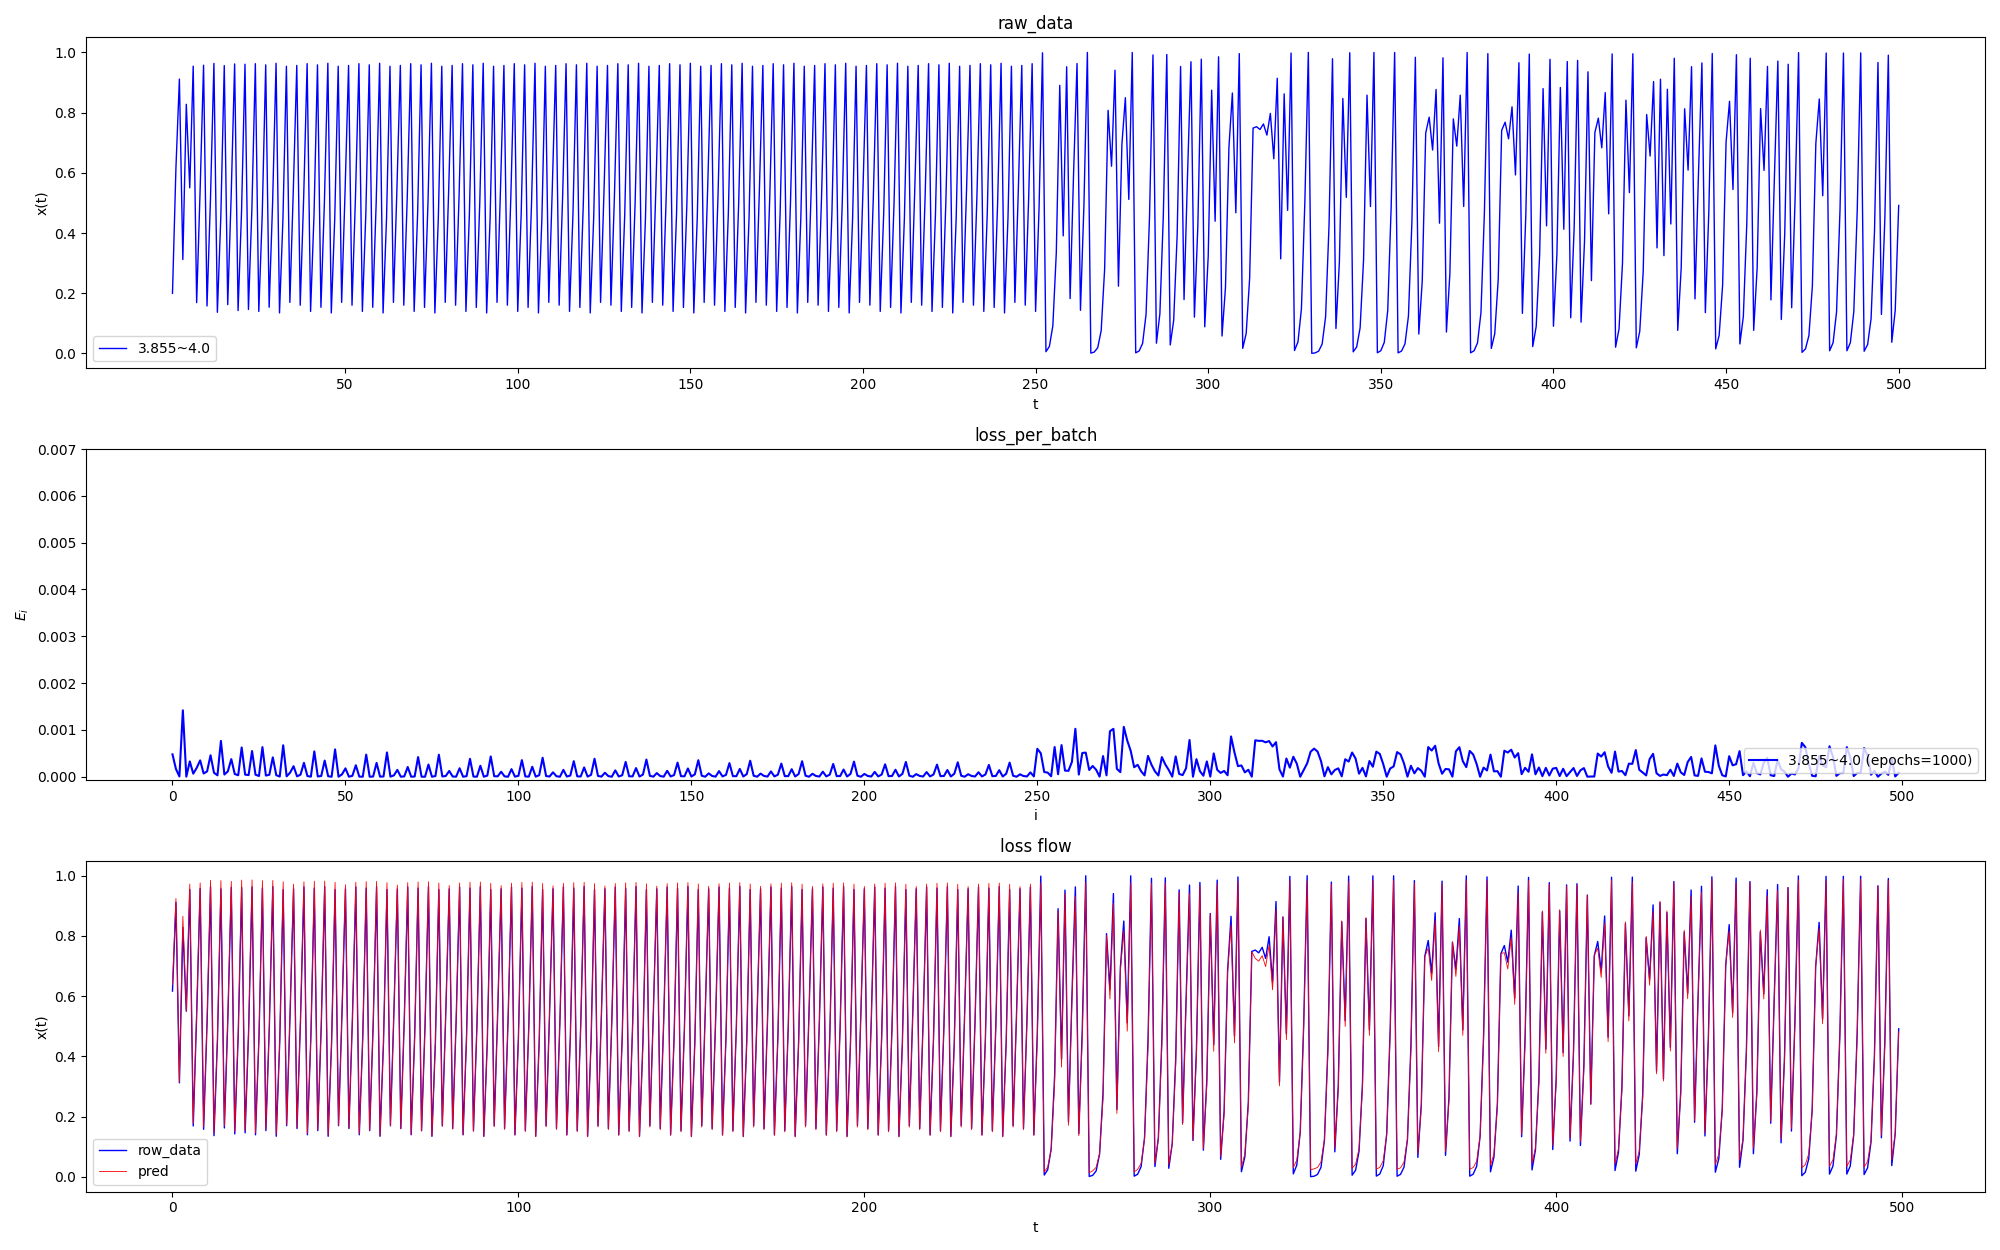 raw_data
1.0
0.8
0.6
0.4
0.2
0.0
x(t)
3.855~4.0
50 100 150 200 250 300 350 400 450 500
t
loss_per_batch
0.007
0.006
0.005
0.004
0.003
0.002
0.001
0.000
E_i
3.855~4.0 (epochs=1000)
0 50 100 150 200 250 300 350 400 450 500
i
loss flow
1.0
0.8
0.6
0.4
0.2
0.0
x(t)
row_data
pred
0 100 200 300 400 500
t